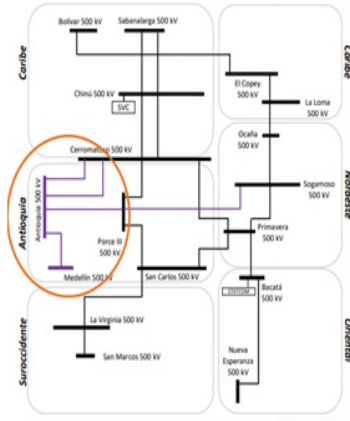 Bolívar 500 kV
Sabanalarga 500 kV
Caribe
Chinú 500 kV
SVC
Cerromatoso 500 kV
El Copey
500 kV
La Loma
500 kV
Caribe
Ocaña
500 kV
Sogamoso
500 kV
Nordeste
Antioquia
Antioquia 500 kV
Porce III
500 kV
Primavera
500 kV
Medellín 500 kV
San Carlos 500 kV
Bacatá
500 kV
La Virginia 500 kV
San Marcos 500 kV
Suroccidente
Nueva
Esperanza
500 kV
Oriental